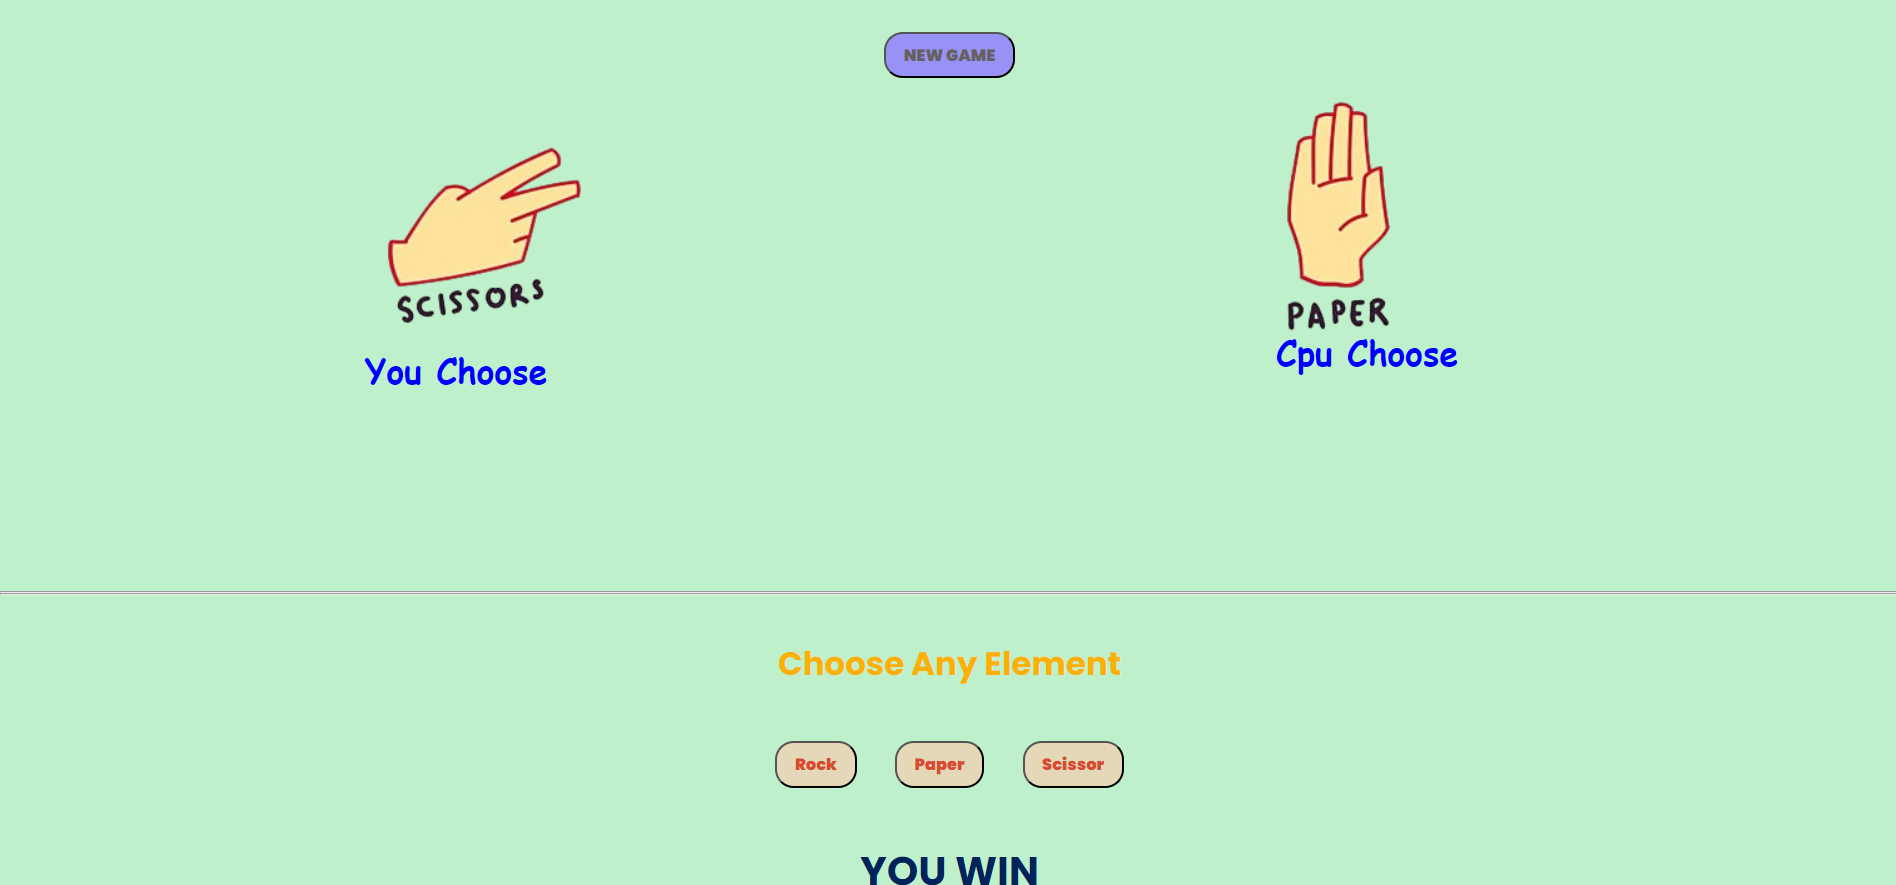 NEW GAME
SCISSORS
PAPER
You Choose
Cpu Choose
Choose Any Element
Rock
Paper
Scissor
YOU WIN